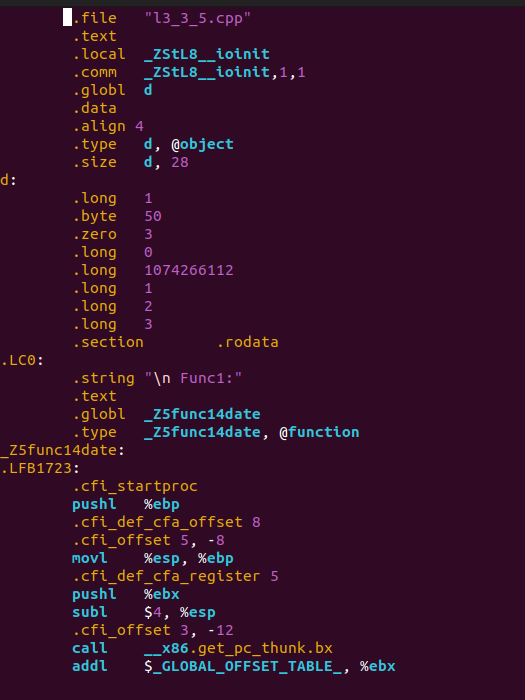 .file "l3_3_5.cpp"
.text
.local _ZStL8__ioinit
.comm _ZStL8__ioinit,1,1
.globl d
.data
.align 4
.type d, @object
.size d, 28
d:
.long 1
.byte 50
.zero 3
.long 0
.long 1074266112
.long 1
.long 2
.long 3
.section .rodata
.LC0:
.string "\n Func1:"
.text
.globl _Z5func14date
.type _Z5func14date, @function
_Z5func14date:
.LFB1723:
.cfi_startproc
pushl %ebp
.cfi_def_cfa_offset 8
.cfi_offset 5, -8
movl %esp, %ebp
.cfi_def_cfa_register 5
pushl %ebx
subl $4, %esp
.cfi_offset 3, -12
call __x86.get_pc_thunk.bx
addl $_GLOBAL_OFFSET_TABLE_, %ebx